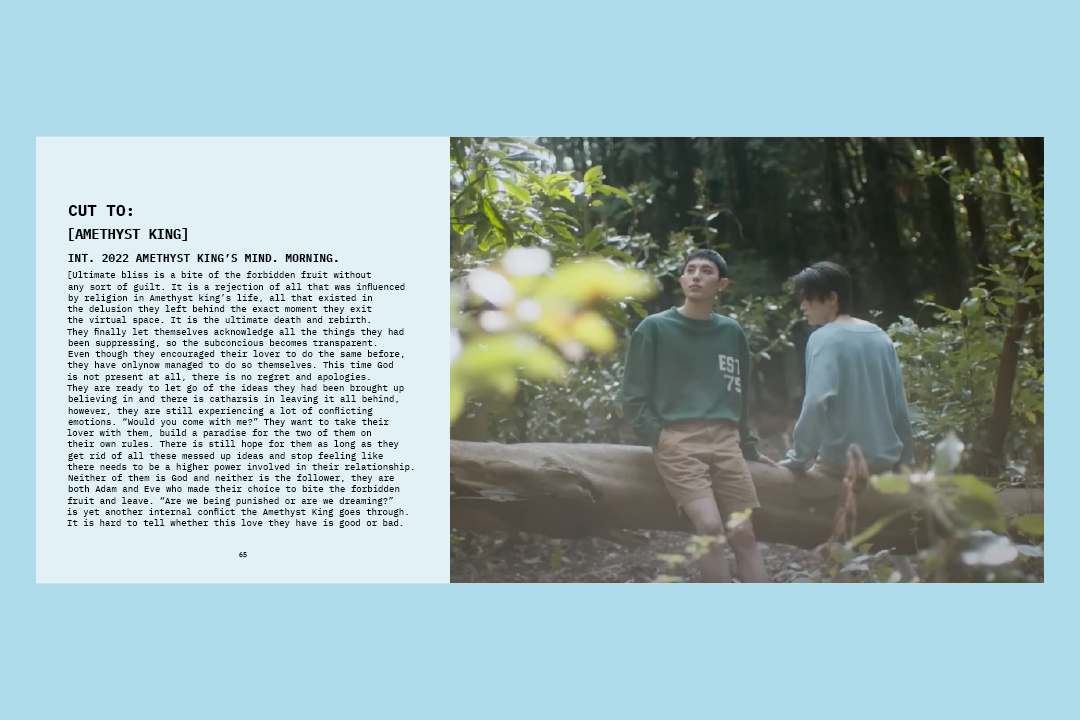 CUT TO:
[AMETHYST KING]
INT. 2022 AMETHYST KING’S MIND. MORNING.
[Ultimate bliss is a bite of the forbidden fruit without
any sort of guilt. It is a rejection of all that was influenced
by religion in Amethyst king’s life, all that existed in
the delusion they left behind the exact moment they exit
the virtual space. It is the ultimate death and rebirth.
They finally let themselves acknowledge all the things they had
been suppressing, so the subconcious becomes transparent.
Even though they encouraged their lover to do the same before,
they have onlynow managed to do so themselves. This time God
is not present at all, there is no regret and apologies.
They are ready to let go of the ideas they had been brought up
believing in and there is catharsis in leaving it all behind,
however, they are still experiencing a lot of conflicting
emotions. “Would you come with me?” They want to take their
lover with them, build a paradise for the two of them on
their own rules. There is still hope for them as long as they
get rid of all these messed up ideas and stop feeling like
there needs to be a higher power involved in their relationship.
Neither of them is God and neither is the follower, they are
both Adam and Eve who made their choice to bite the forbidden
fruit and leave. “Are we being punished or are we dreaming?”
is yet another internal conflict the Amethyst King goes through.
It is hard to tell whether this love they have is good or bad.
65
EST
'75